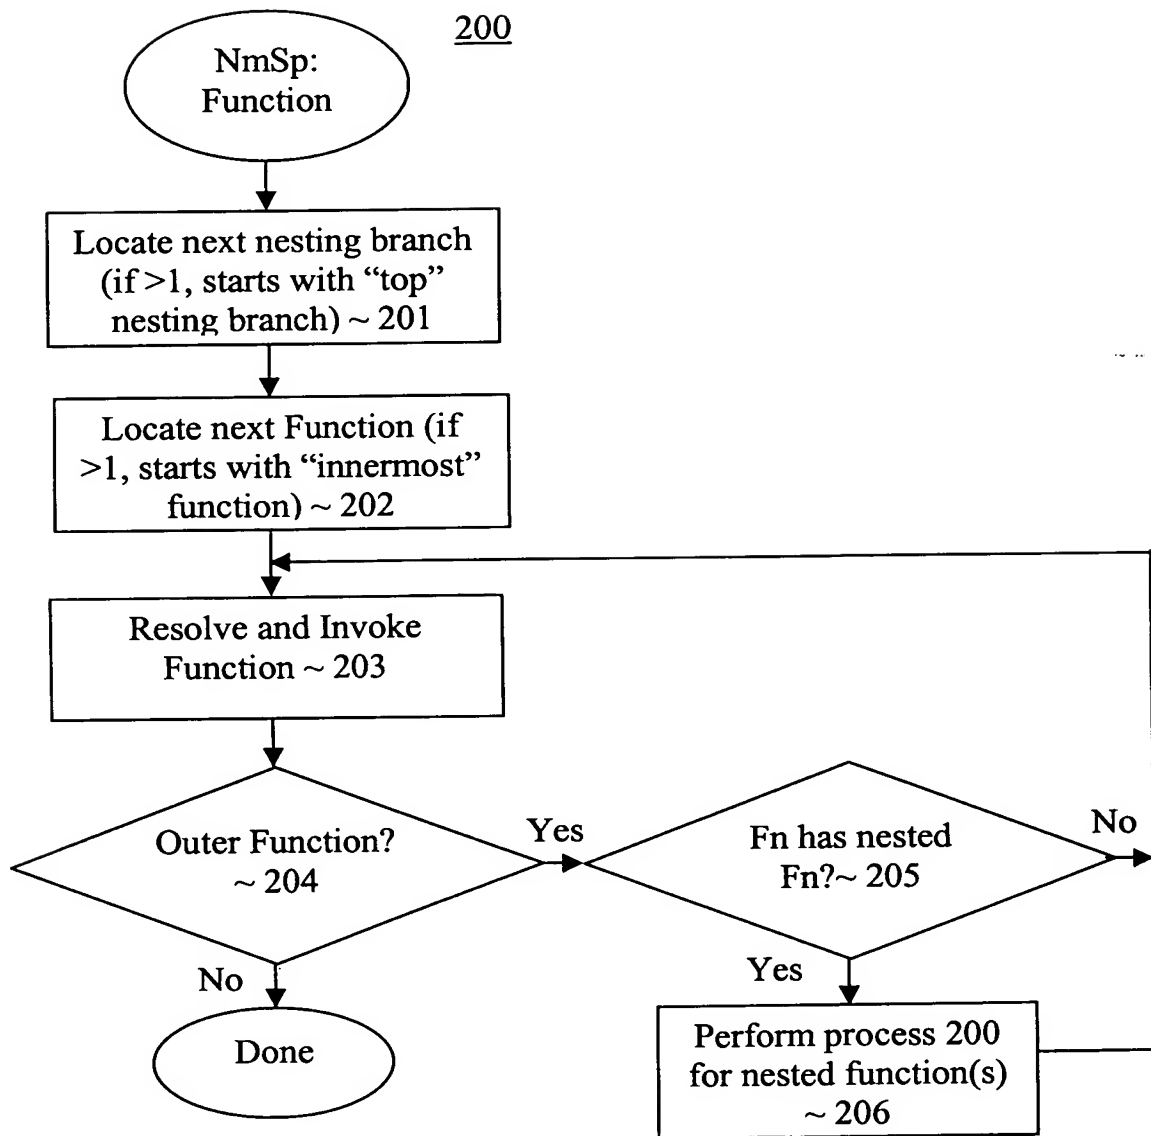 200
NmSp:
Function
Locate next nesting branch
(if >1, starts with “top”
nesting branch) ~ 201
Locate next Function (if
>1, starts with “innermost”
function) ~ 202
Resolve and Invoke
Function ~ 203
Outer Function?
~ 204
Yes
Fn has nested
Fn?~ 205
No
No
Yes
Done
Perform process 200
for nested function(s)
~ 206